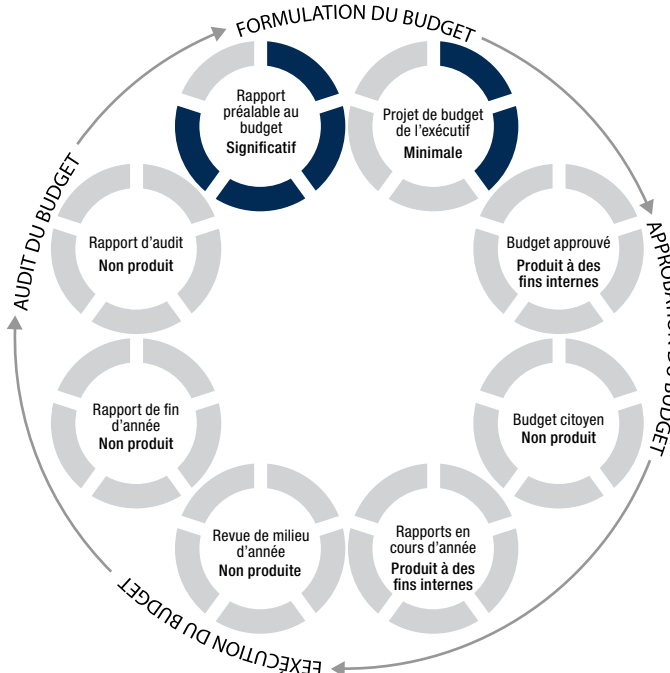 FORMULATION DU BUDGET
Rapport
préalable au
budget
Significatif
Projet de budget
de l'exécutif
Minimale
APPROBATION DU BUDGET
Budget approuvé
Produit à des
fins internes
Budget citoyen
Non produit
Rapports en
cours d'année
Produit à des
fins internes
EEXÉCUTION DU BUDGET
Revue de milieu
d'année
Non produite
Rapport de fin
d'année
Non produit
AUDIT DU BUDGET
Rapport d'audit
Non produit